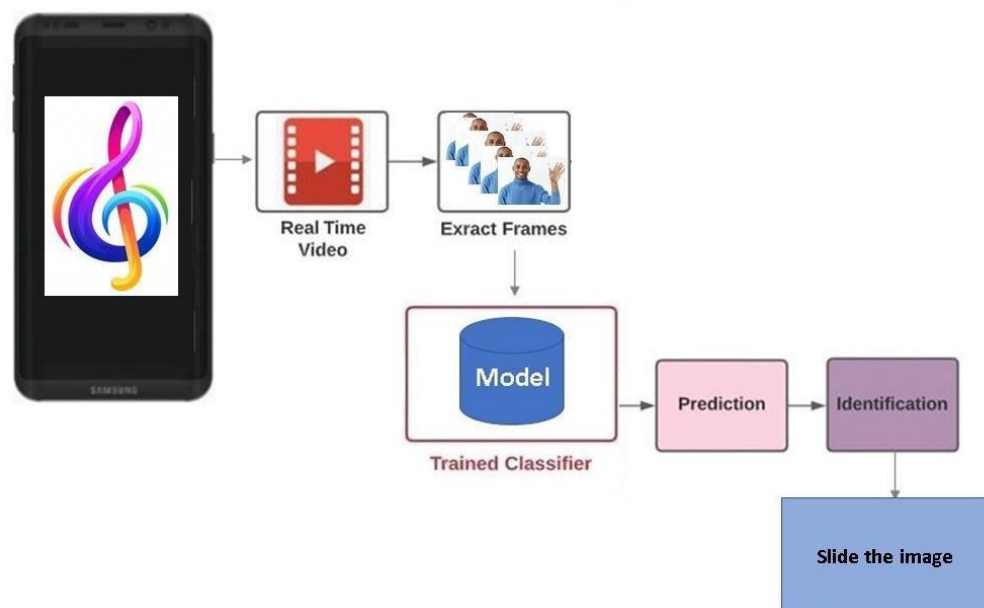 SAMSUNG
Real Time
Video
Exract Frames
Model
Trained Classifier
Prediction
Identification
Slide the image